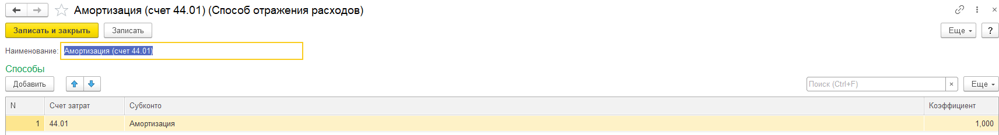 Амортизация (счет 44.01) (Способ отражения расходов)
Записать и закрыть Записать Еще ?
Наименование: Амортизация (счет 44.01)
Способы
Добавить Поиск (Ctrl+F) × Еще
N Счет затрат Субконто Коэффициент
1 44.01 Амортизация 1,000